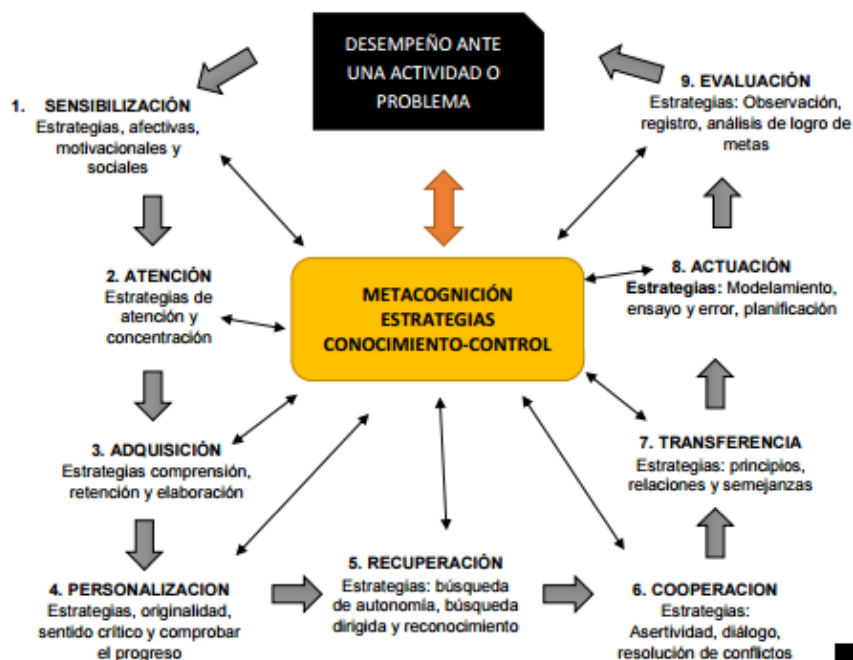 DESEMPEÑO ANTE
UNA ACTIVIDAD O
PROBLEMA
1. SENSIBILIZACIÓN
Estrategias, afectivas,
motivacionales y
sociales
2. ATENCIÓN
Estrategias de
atención y
concentración
3. ADQUISICIÓN
Estrategias comprensión,
retención y elaboración
4. PERSONALIZACION
Estrategias, originalidad,
sentido crítico y comprobar
el progreso
5. RECUPERACIÓN
Estrategias: búsqueda
de autonomía, búsqueda
dirigida y reconocimiento
6. COOPERACION
Estrategias:
Asertividad, diálogo,
resolución de conflictos
7. TRANSFERENCIA
Estrategias: principios,
relaciones y semejanzas
8. ACTUACIÓN
Estrategias: Modelamiento,
ensayo y error, planificación
9. EVALUACIÓN
Estrategias: Observación,
registro, análisis de logro de
metas
METACOGNICIÓN
ESTRATEGIAS
CONOCIMIENTO-CONTROL